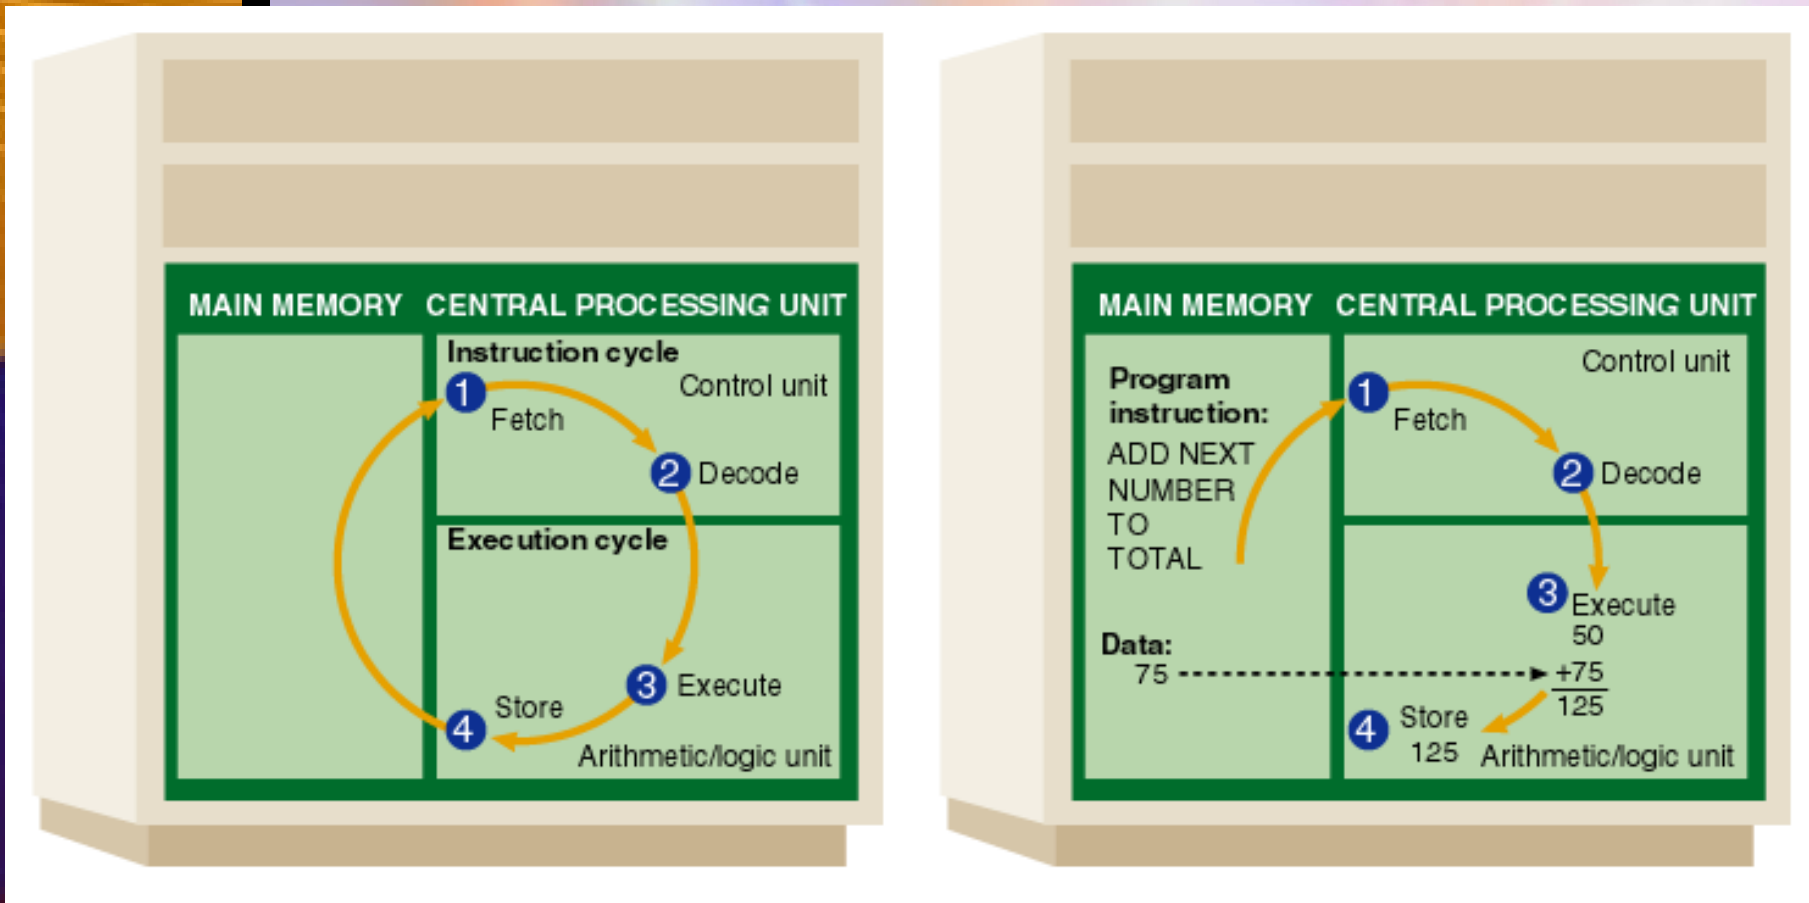 MAIN MEMORY
CENTRAL PROCESSING UNIT
Instruction cycle
Control unit
1
Fetch
2 Decode
Execution cycle
3 Execute
Store
4
Arithmetic/logic unit
MAIN MEMORY
CENTRAL PROCESSING UNIT
Program
instruction:
ADD NEXT
NUMBER
TO
TOTAL
Data:
75
Control unit
1
Fetch
2 Decode
3 Execute
50
+75
125
4 Store
125
Arithmetic/logic unit